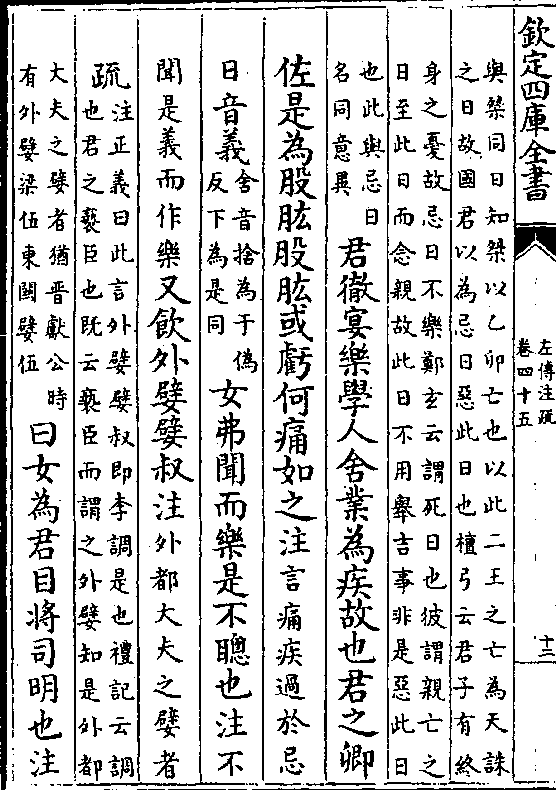 欽定四庫全書
左傳注疏
卷四十五
十二
與桀同日知桀以乙卯亡也以此二王之亡為天誅
之日故國君以為忌日惡此日也檀弓云君子有終
身之憂故忌日不樂鄭玄云謂死日也彼謂親亡之
日至此日而念親故此日不用舉吉事非是惡此日
也此與忌日
名同意異
君徹宴樂學人舍業為疾故也君之卿
佐是為股肱股肱或虧何痛如之注言痛疾過於忌
日音義
舍音捨為于偽
反下為是同
女弗聞而樂是不聰也注不
聞是義而作樂又飲外嬖嬖叔注外都大夫之嬖者
疏
注正義曰此言外嬖嬖叔即李調是也禮記云調
也君之䙝臣也既云䙝臣而謂之外嬖知是外都
大夫之嬖者猶晉獻公時
有外嬖梁伍東關嬖伍
曰女為君目將司明也注